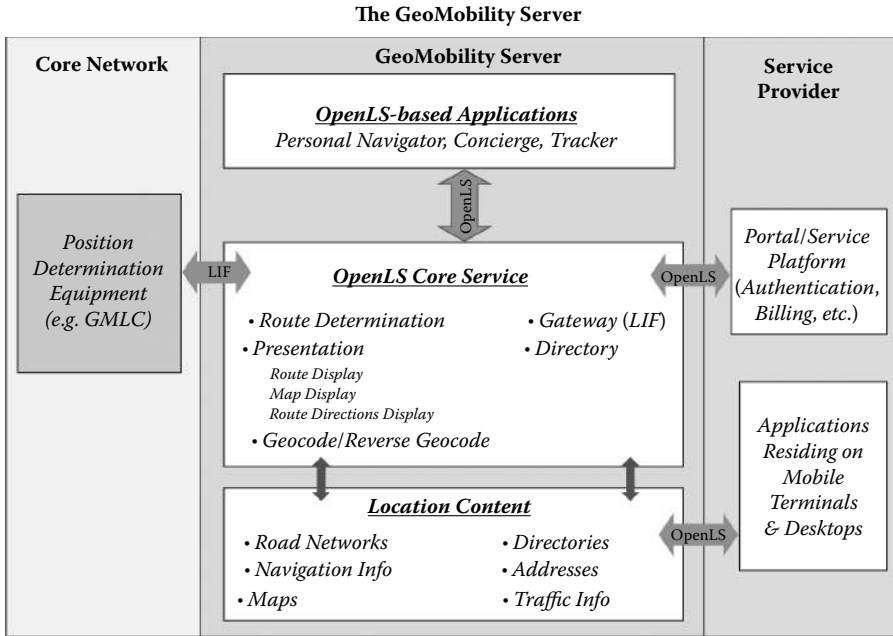 The GeoMobility Server
Core Network
GeoMobility Server
Service
Provider
OpenLS-based Applications
Personal Navigator, Concierge, Tracker
OpenLS
Position
Determination
Equipment
(e.g. GMLC)
LIF
OpenLS Core Service
• Route Determination
• Presentation
Route Display
Map Display
Route Directions Display
• Geocode/Reverse Geocode
• Gateway (LIF)
• Directory
OpenLS
Portal/Service
Platform
(Authentication,
Billing, etc.)
Location Content
• Road Networks
• Navigation Info
• Maps
• Directories
• Addresses
• Traffic Info
OpenLS
Applications
Residing on
Mobile
Terminals
& Desktops